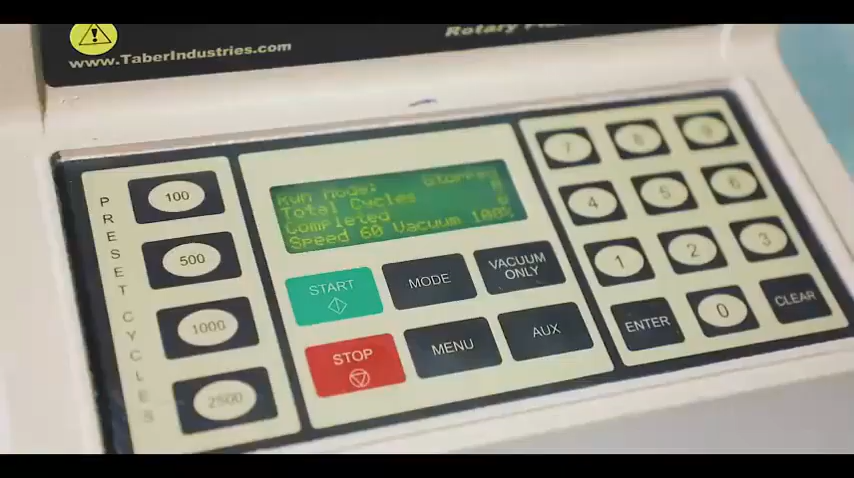 www.TaberIndustries.com
Rotary
PRESET CYCLES
100
500
1000
2500
Run Mode: Stopped
Total Cycles 0
Completed 0
Speed 60 Vacuum 100%
START
MODE
VACUUM
ONLY
STOP
MENU
AUX
7
8
9
4
5
6
1
2
3
ENTER
0
CLEAR